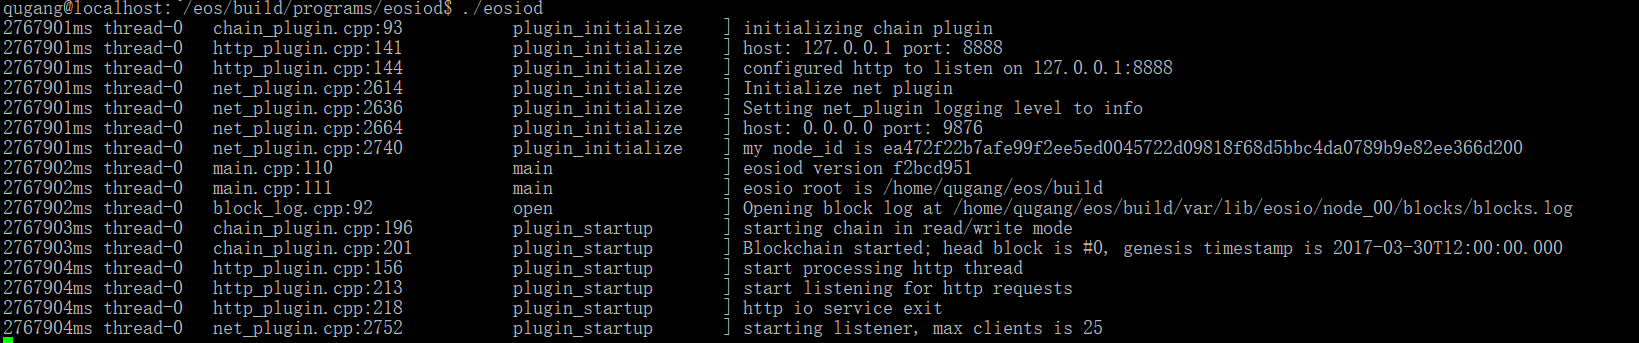 qugang@localhost:~/eos/build/programs/eosiod$ ./eosiod
2767901ms thread-0   chain_plugin.cpp:93           plugin_initialize    ] initializing chain plugin
2767901ms thread-0   http_plugin.cpp:141           plugin_initialize    ] host: 127.0.0.1 port: 8888
2767901ms thread-0   http_plugin.cpp:144           plugin_initialize    ] configured http to listen on 127.0.0.1:8888
2767901ms thread-0   net_plugin.cpp:2614           plugin_initialize    ] Initialize net plugin
2767901ms thread-0   net_plugin.cpp:2636           plugin_initialize    ] Setting net_plugin logging level to info
2767901ms thread-0   net_plugin.cpp:2664           plugin_initialize    ] host: 0.0.0.0 port: 9876
2767901ms thread-0   net_plugin.cpp:2740           plugin_initialize    ] my node_id is ea472f22b7afe99f2ee5ed0045722d09818f68d5bbc4da0789b9e82ee366d200
2767902ms thread-0   main.cpp:110                  main                 ] eosiod version f2bcd951
2767902ms thread-0   main.cpp:111                  main                 ] eosio root is /home/qugang/eos/build
2767902ms thread-0   block_log.cpp:92              open                 ] Opening block log at /home/qugang/eos/build/var/lib/eosio/node_00/blocks/blocks.log
2767903ms thread-0   chain_plugin.cpp:196          plugin_startup       ] starting chain in read/write mode
2767903ms thread-0   chain_plugin.cpp:201          plugin_startup       ] Blockchain started; head block is #0, genesis timestamp is 2017-03-30T12:00:00.000
2767904ms thread-0   http_plugin.cpp:156           plugin_startup       ] start processing http thread
2767904ms thread-0   http_plugin.cpp:213           plugin_startup       ] start listening for http requests
2767904ms thread-0   http_plugin.cpp:218           plugin_startup       ] http io service exit
2767904ms thread-0   net_plugin.cpp:2752           plugin_startup       ] starting listener, max clients is 25